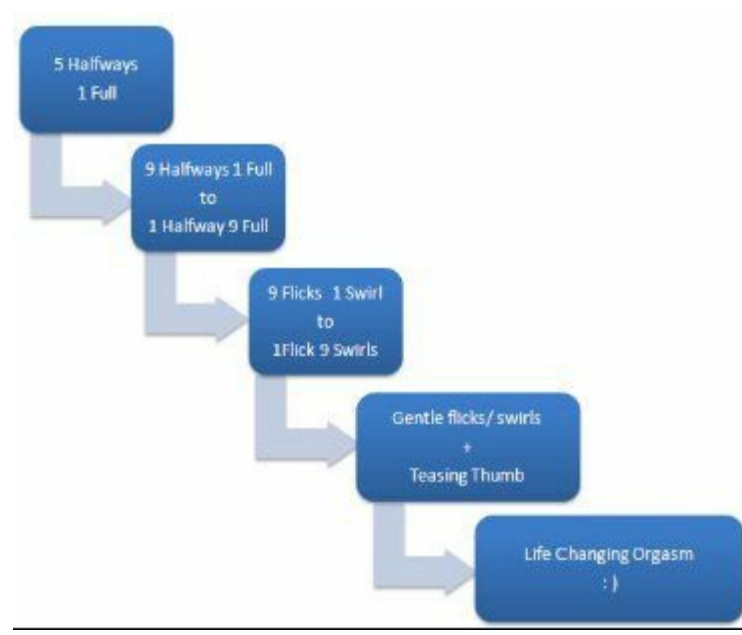 5 Halfways
1 Full
9 Halfways 1 Full
to
1 Halfway 9 Full
9 Flicks 1 Swirl
to
1Flick 9 Swirls
Gentle flicks/ swirls
+
Teasing Thumb
Life Changing Orgasm
: )